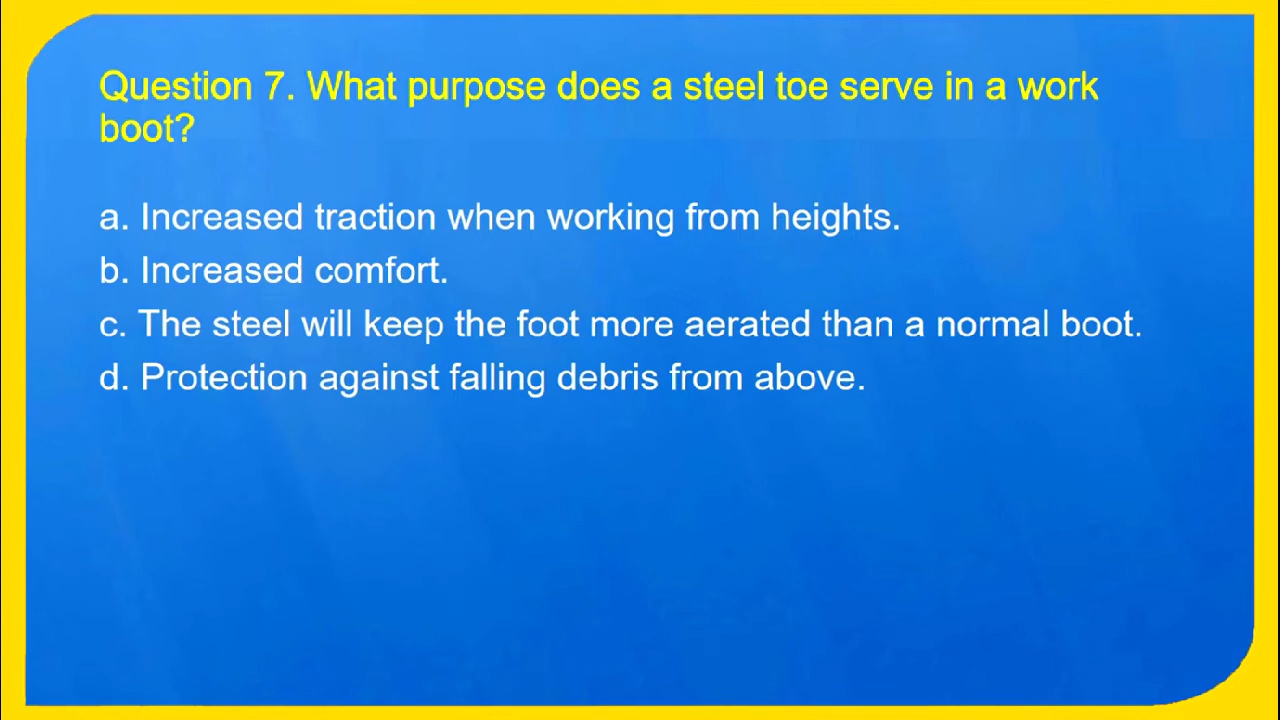 Question 7. What purpose does a steel toe serve in a work
boot?
a. Increased traction when working from heights.
b. Increased comfort.
c. The steel will keep the foot more aerated than a normal boot.
d. Protection against falling debris from above.